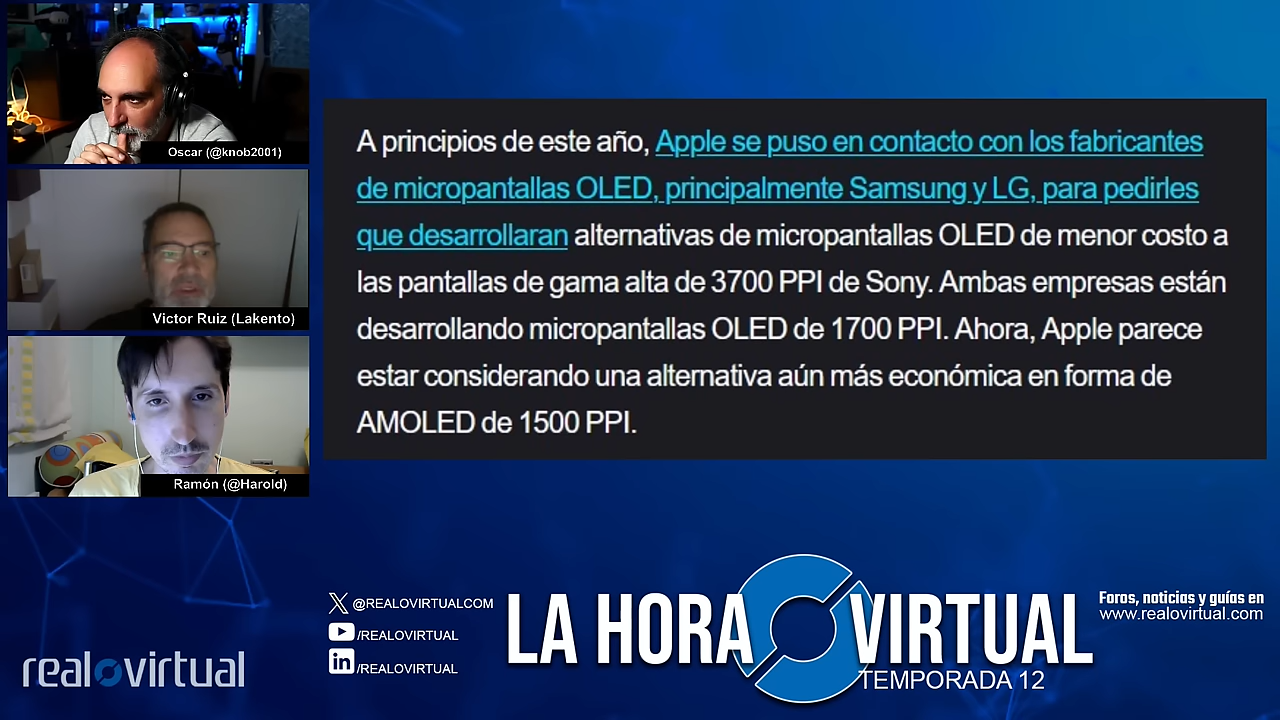 Oscar (@knob2001)
Victor Ruiz (Lakento)
Ramón (@Harold)
A principios de este año, Apple se puso en contacto con los fabricantes
de micropantallas OLED, principalmente Samsung y LG, para pedirles
que desarrollaran alternativas de micropantallas OLED de menor costo a
las pantallas de gama alta de 3700 PPI de Sony. Ambas empresas están
desarrollando micropantallas OLED de 1700 PPI. Ahora, Apple parece
estar considerando una alternativa aún más económica en forma de
AMOLED de 1500 PPI.
realovirtual
@REALOVIRTUALCOM
/REALOVIRTUAL
/REALOVIRTUAL
LA HORA VIRTUAL
TEMPORADA 12
Foros, noticias y guías en
www.realovirtual.com